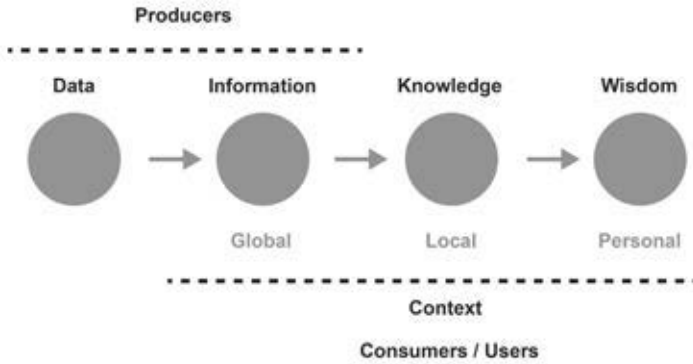 Producers
Data Information Knowledge Wisdom
Global Local Personal
Context
Consumers / Users